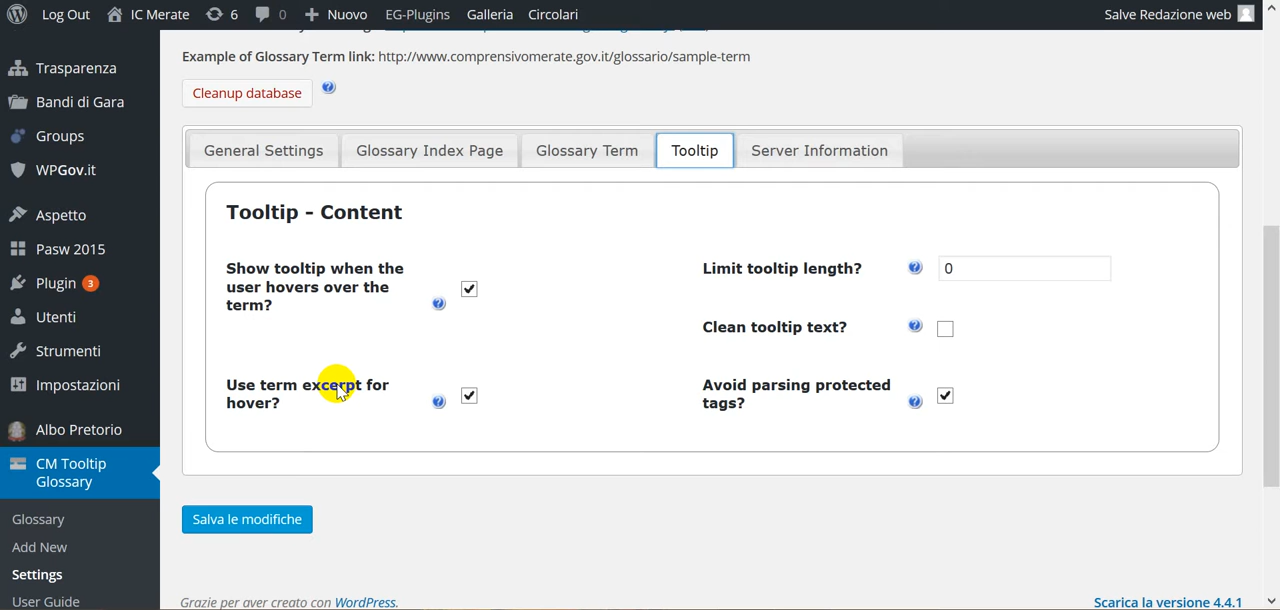 Log Out IC Merate 6 0 Nuovo EG-Plugins Galleria Circolari Salve Redazione web
Example of Glossary Term link: http://www.comprensivomerate.gov.it/glossario/sample-term
Cleanup database
General Settings Glossary Index Page Glossary Term Tooltip Server Information
Tooltip - Content
Show tooltip when the
user hovers over the
term?
Limit tooltip length? 0
Clean tooltip text?
Use term excerpt for
hover?
Avoid parsing protected
tags?
Salva le modifiche
Grazie per aver creato con WordPress.
Scarica la versione 4.4.1
Trasparenza
Bandi di Gara
Groups
WPGov.it
Aspetto
Pasw 2015
Plugin 3
Utenti
Strumenti
Impostazioni
Albo Pretorio
CM Tooltip
Glossary
Glossary
Add New
Settings
User Guide